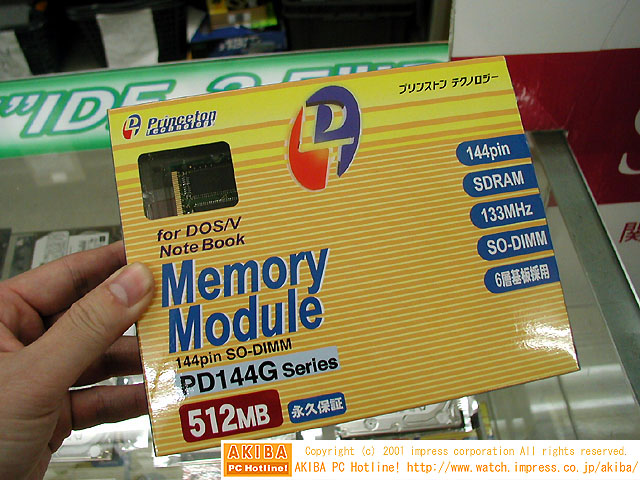 Princeton
Technology
プリンストン テクノロジー
144pin
SDRAM
133MHz
SO-DIMM
6層基板採用
for DOS/V
Note Book
Memory
Module
144pin SO-DIMM
PD144G Series
512MB
永久保証
関
AKIBA
PC Hotline!
Copyright (c) 2001 impress corporation All rights reserved.
AKIBA PC Hotline! http://www.watch.impress.co.jp/akiba/